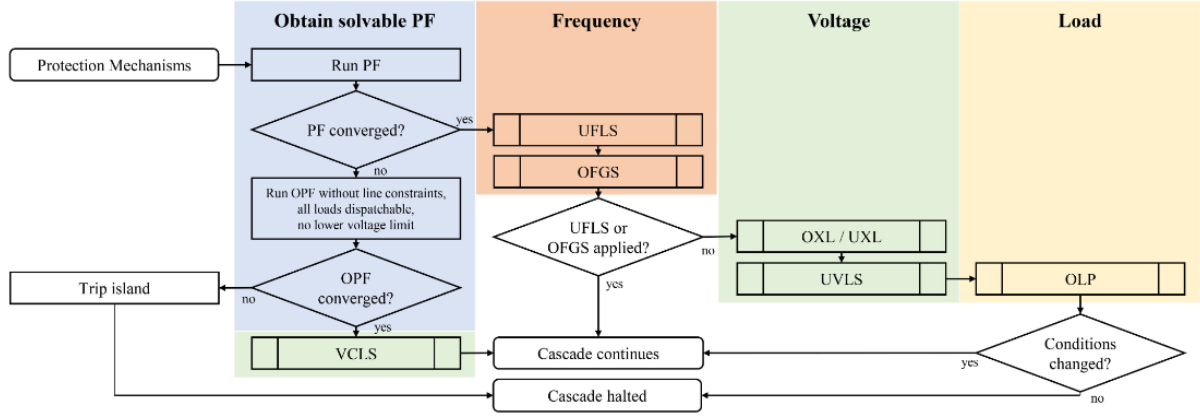 Obtain solvable PF
Frequency
Voltage
Load
Protection Mechanisms
Run PF
PF converged?
yes
no
UFLS
OFGS
Run OPF without line constraints,
all loads dispatchable,
no lower voltage limit
UFLS or
OFGS applied?
no
yes
OXL / UXL
UVLS
OLP
OPF
converged?
no
yes
Trip island
VCLS
Cascade continues
Conditions
changed?
yes
no
Cascade halted